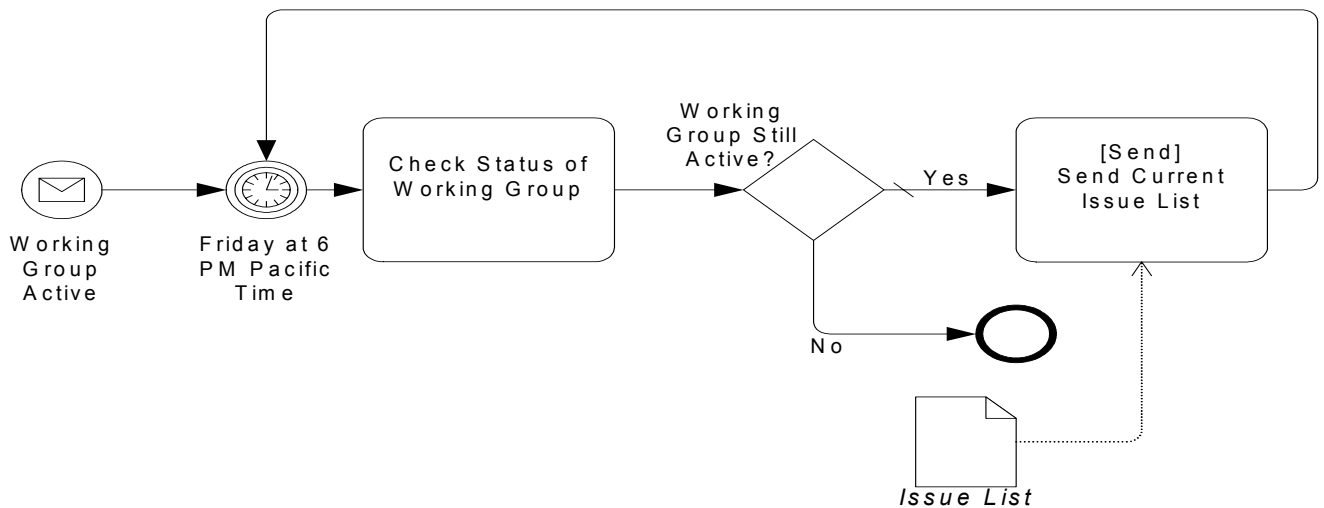 Working
Group
Active
Friday at 6
PM Pacific
Time
Check Status of
Working Group
Working
Group Still
Active?
Yes
No
[Send]
Send Current
Issue List
Issue List